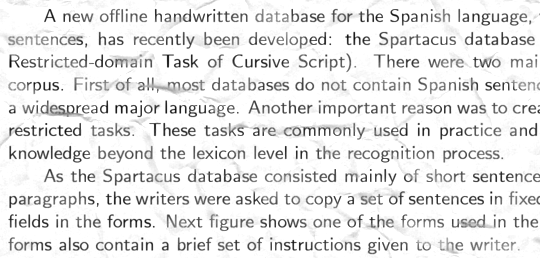 A new offline handwritten database for the Spanish language,
sentences, has recently been developed: the Spartacus database
Restricted-domain Task of Cursive Script). There were two mai
corpus. First of all, most databases do not contain Spanish sentenc
a widespread major language. Another important reason was to crea
restricted tasks. These tasks are commonly used in practice and
knowledge beyond the lexicon level in the recognition process.
As the Spartacus database consisted mainly of short sentence
paragraphs, the writers were asked to copy a set of sentences in fixed
fields in the forms. Next figure shows one of the forms used in the
forms also contain a brief set of instructions given to the writer.